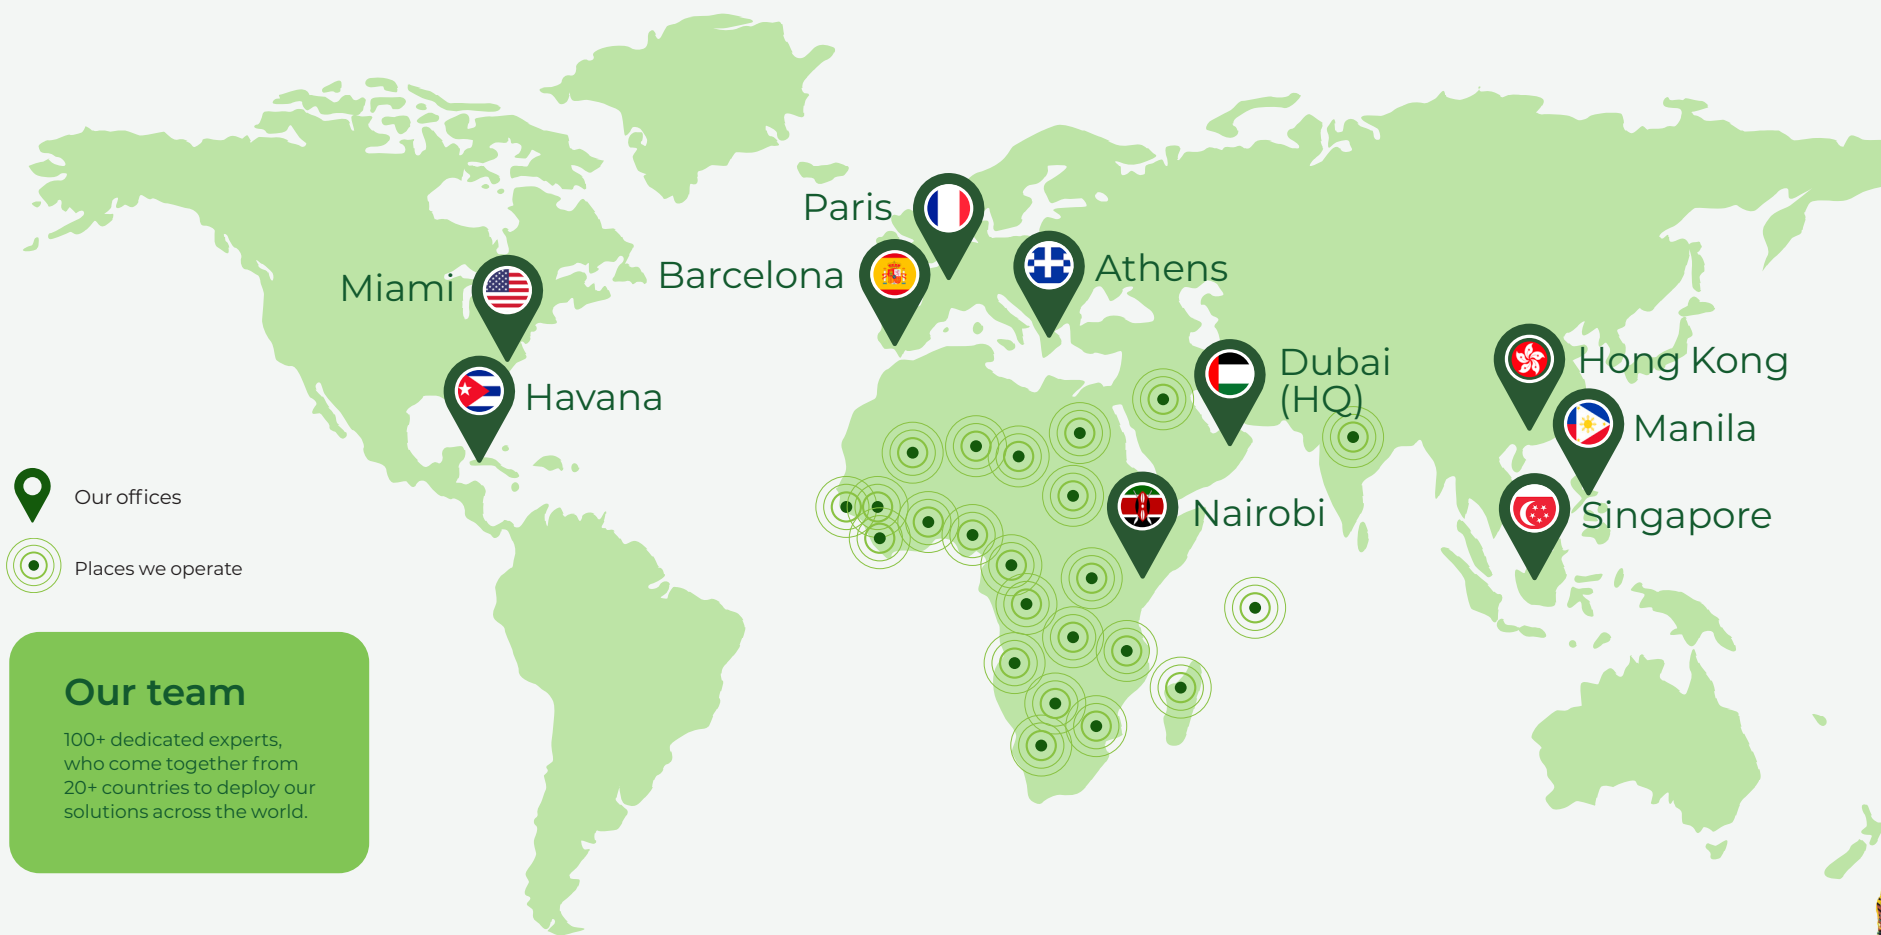 Paris
Barcelona
Athens
Miami
Havana
Dubai
(HQ)
Hong Kong
Manila
Singapore
Nairobi
Our offices
Places we operate
Our team
100+ dedicated experts,
who come together from
20+ countries to deploy our
solutions across the world.